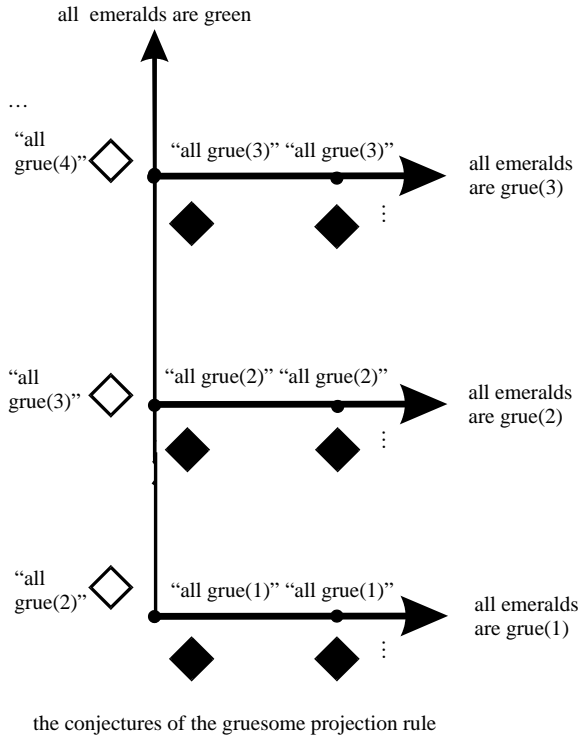 all emeralds are green
…
“all
grue(4)”
“all grue(3)” “all grue(3)”
all emeralds
are grue(3)
⋮
“all
grue(3)”
“all grue(2)” “all grue(2)”
all emeralds
are grue(2)
⋮
“all
grue(2)”
“all grue(1)” “all grue(1)”
all emeralds
are grue(1)
⋮
the conjectures of the gruesome projection rule